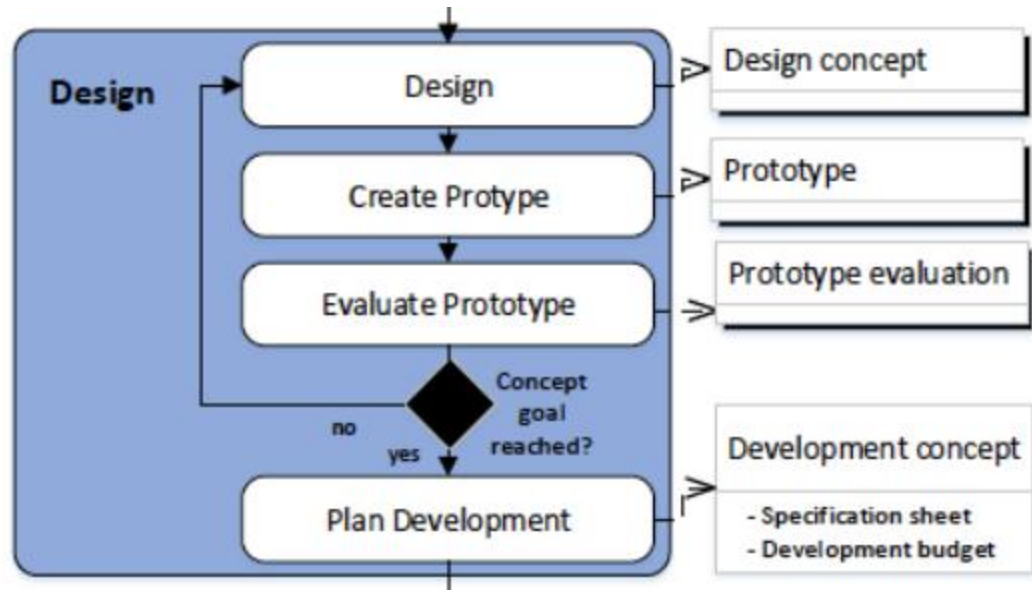 Design
Design
Design concept
Create Protype
Prototype
Evaluate Prototype
Prototype evaluation
Concept
goal
reached?
no
yes
Plan Development
Development concept
- Specification sheet
- Development budget